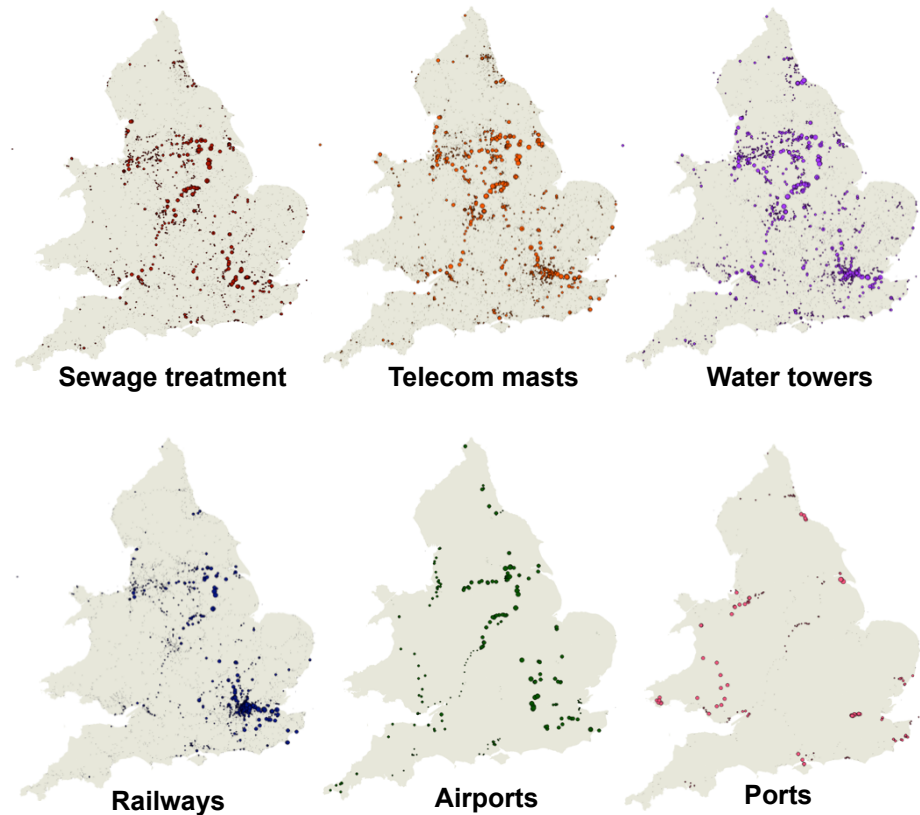 Sewage treatment
Telecom masts
Water towers
Railways
Airports
Ports